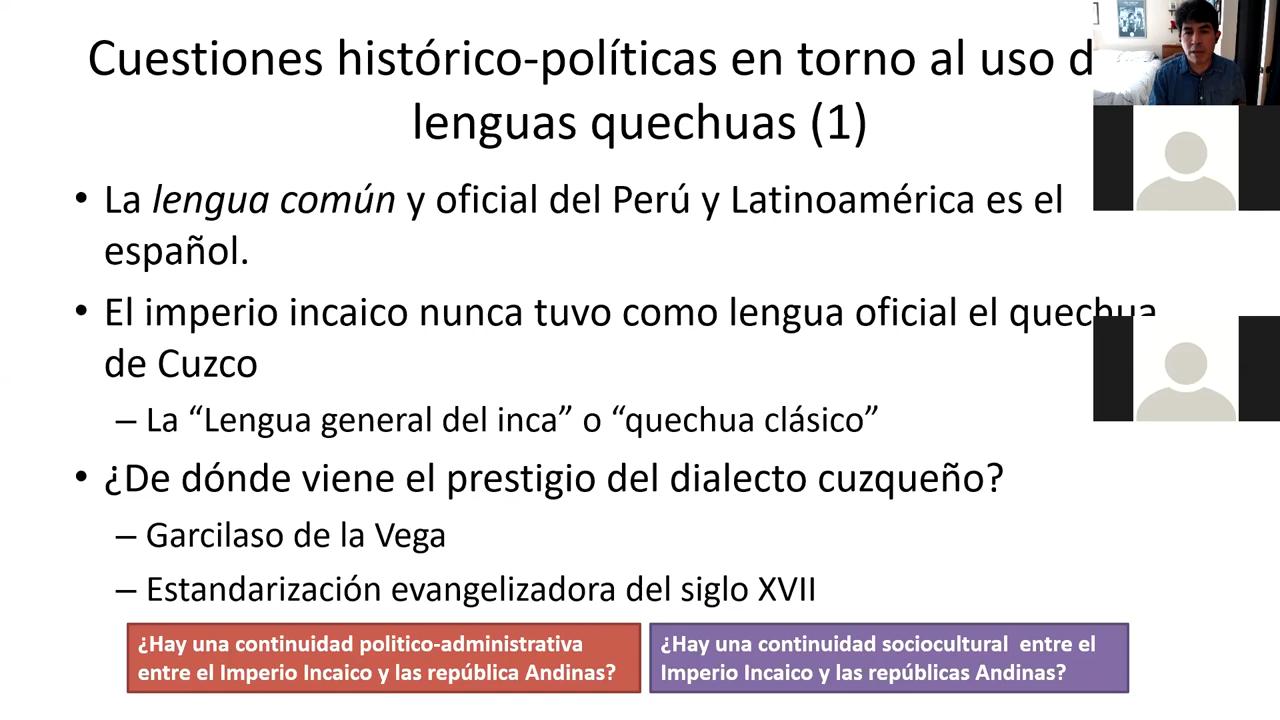 Cuestiones histórico-políticas en torno al uso d
lenguas quechuas (1)
• La lengua común y oficial del Perú y Latinoamérica es el
español.
• El imperio incaico nunca tuvo como lengua oficial el quechua
de Cuzco
– La “Lengua general del inca” o “quechua clásico”
• ¿De dónde viene el prestigio del dialecto cuzqueño?
– Garcilaso de la Vega
– Estandarización evangelizadora del siglo XVII
¿Hay una continuidad politico-administrativa
entre el Imperio Incaico y las república Andinas?
¿Hay una continuidad sociocultural entre el
Imperio Incaico y las repúblicas Andinas?